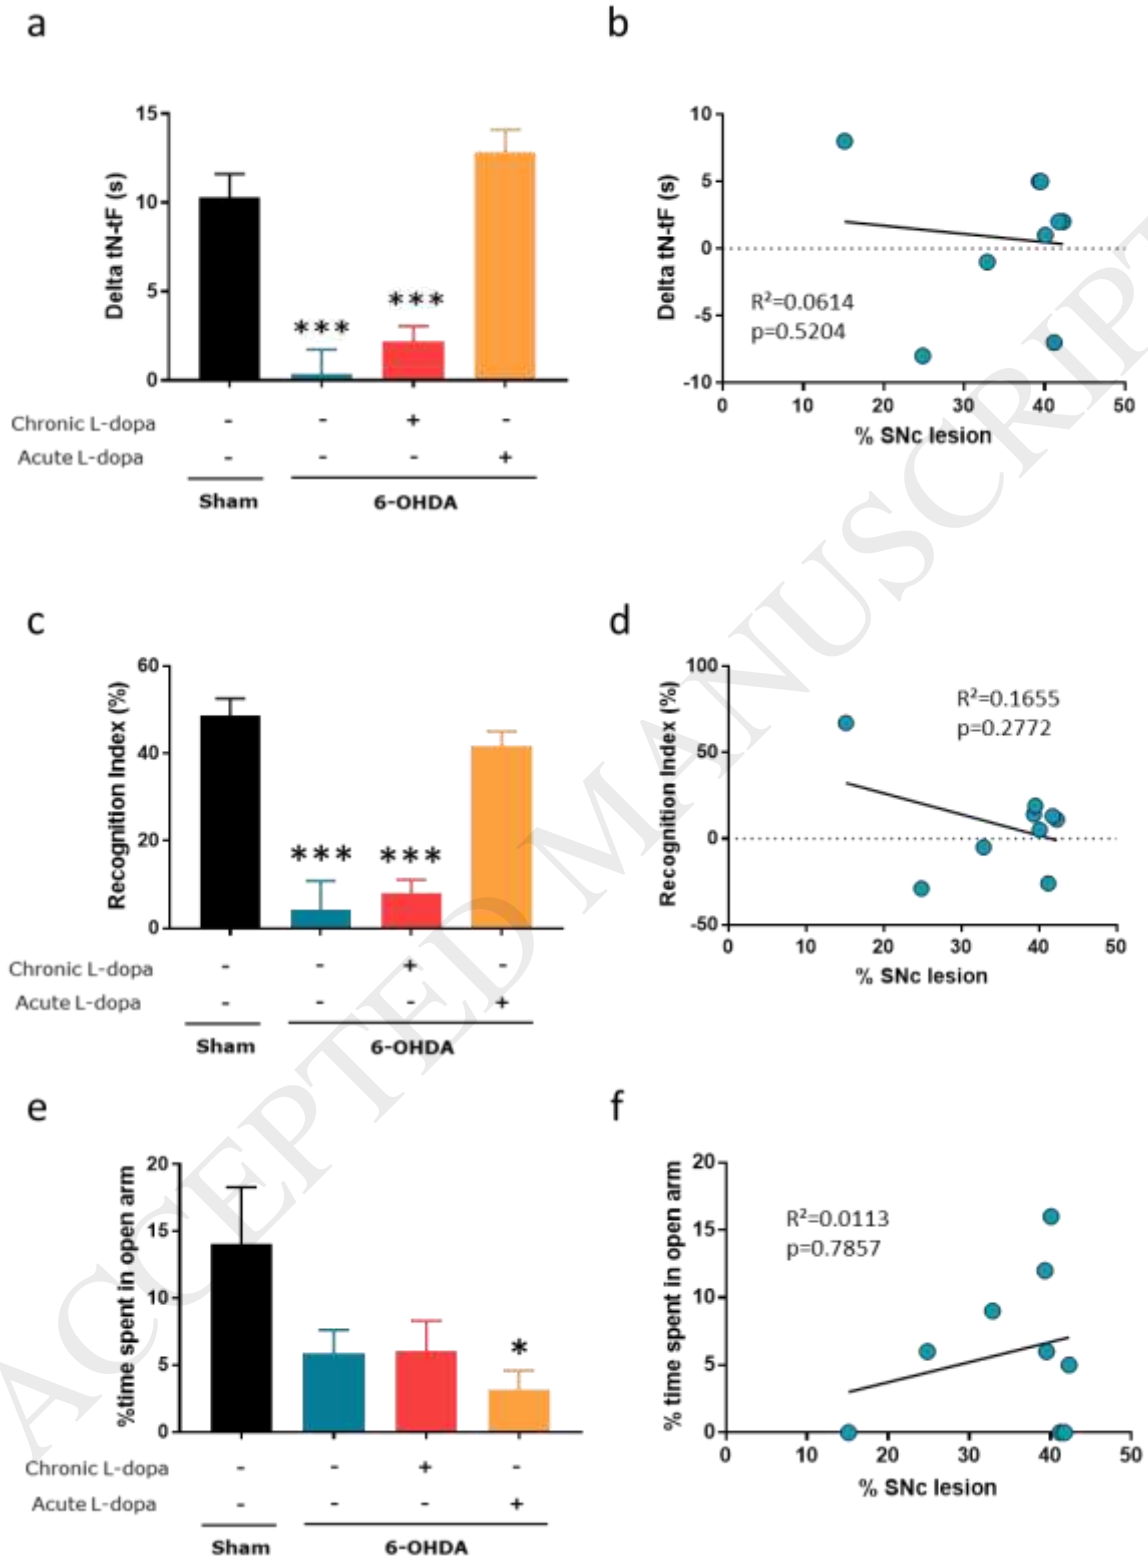 a
b
15
10
5
0
Delta tN-tF (s)
***
***
Chronic L-dopa - - + -
Acute L-dopa - - - +
Sham 6-OHDA
10
5
0
-5
-10
Delta tN-tF (s)
R²=0.0614
p=0.5204
0 10 20 30 40 50
% SNc lesion
c
d
60
40
20
0
Recognition Index (%)
*** ***
Chronic L-dopa - - + -
Acute L-dopa - - - +
Sham 6-OHDA
100
50
0
-50
Recognition Index (%)
R²=0.1655
p=0.2772
0 10 20 30 40 50
% SNc lesion
e
f
20
15
10
5
0
%time spent in open arm
*
Chronic L-dopa - - + -
Acute L-dopa - - - +
Sham 6-OHDA
20
15
10
5
0
% time spent in open arm
R²=0.0113
p=0.7857
0 10 20 30 40 50
% SNc lesion
ACCEPTED MANUSCRIPT